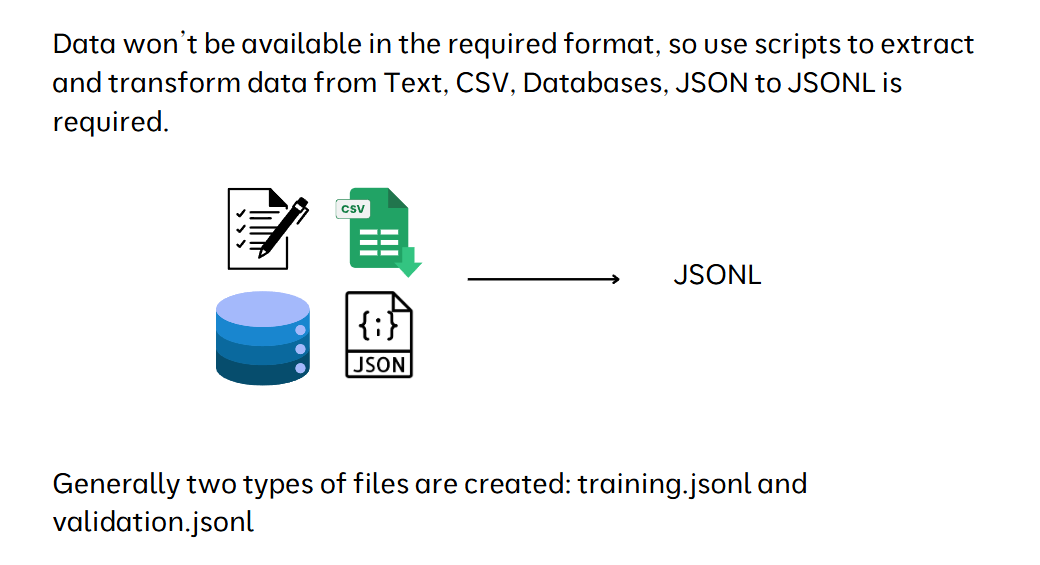 Data won't be available in the required format, so use scripts to extract
and transform data from Text, CSV, Databases, JSON to JSONL is
required.
CSV
JSONL
{;}
JSON
Generally two types of files are created: training.jsonl and
validation.jsonl